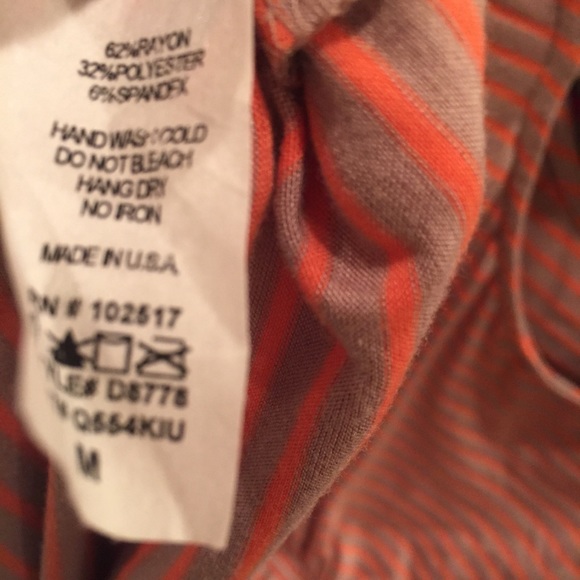 62%RAYON
32%POLYESTER
6%SPANDEX
HAND WASH COLD
DO NOT BLEACH
HANG DRY
NO IRON
MADE IN U.S.A
# 102517
D8778
Q554KIU
M